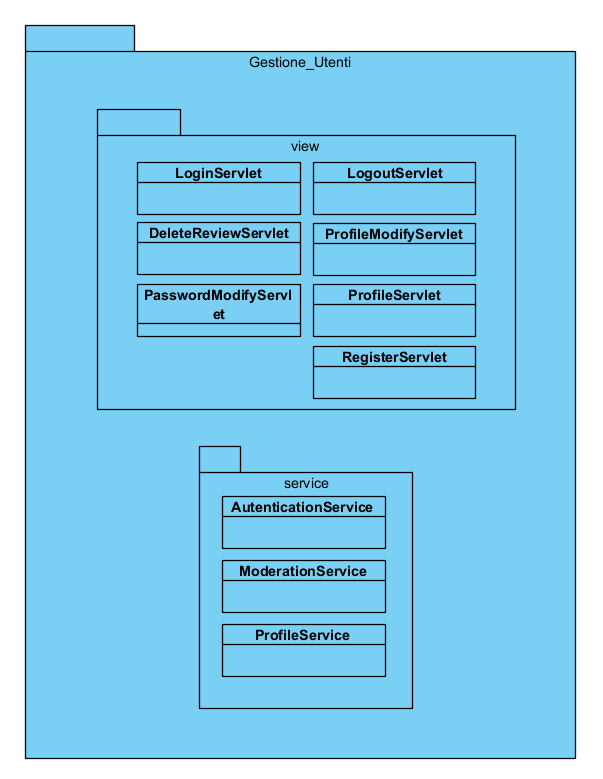 Gestione_Utenti
view
LoginServlet
LogoutServlet
DeleteReviewServlet
ProfileModifyServlet
PasswordModifyServl
et
ProfileServlet
RegisterServlet
service
AutenticationService
ModerationService
ProfileService